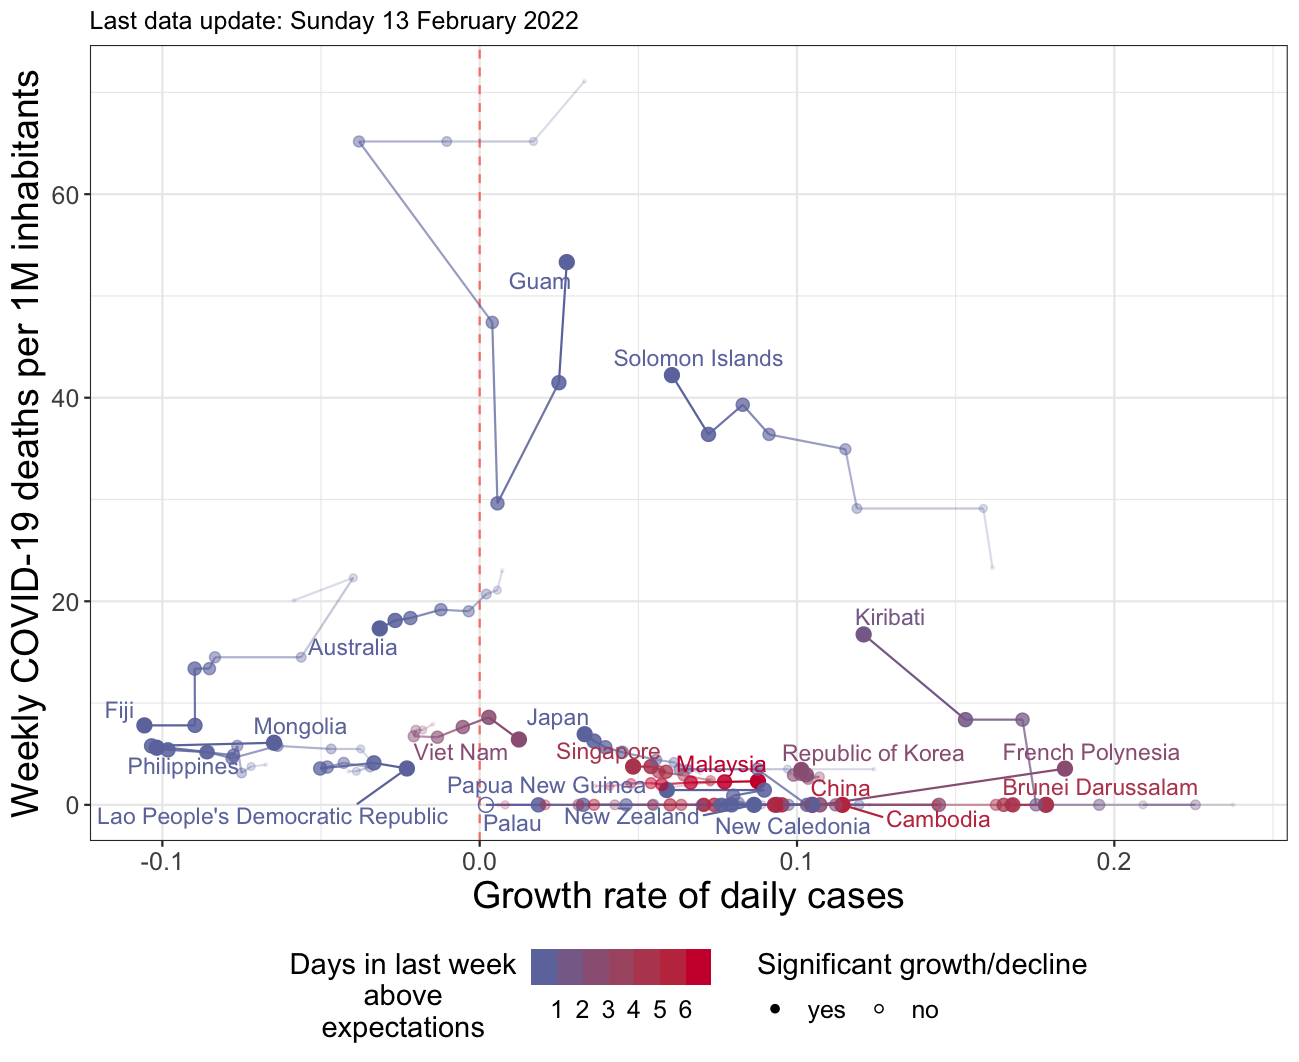 Last data update: Sunday 13 February 2022
Weekly COVID-19 deaths per 1M inhabitants
60
40
20
0
Guam
Solomon Islands
Kiribati
Australia
Fiji
Mongolia
Japan
Viet Nam
Singapore
Republic of Korea
French Polynesia
Philippines
Malaysia
Papua New Guinea
China
Brunei Darussalam
Lao People's Democratic Republic
Palau
New Zealand
New Caledonia
Cambodia
-0.1
0.0
0.1
0.2
Growth rate of daily cases
Days in last week
above
expectations
1 2 3 4 5 6
Significant growth/decline
yes
no